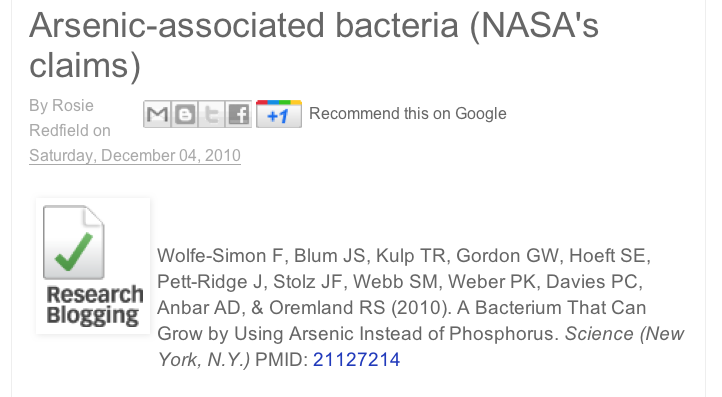 Arsenic-associated bacteria (NASA's
claims)
By Rosie
Redfield on
Saturday, December 04, 2010
+1 Recommend this on Google
Research
Blogging
Wolfe-Simon F, Blum JS, Kulp TR, Gordon GW, Hoeft SE,
Pett-Ridge J, Stolz JF, Webb SM, Weber PK, Davies PC,
Anbar AD, & Oremland RS (2010). A Bacterium That Can
Grow by Using Arsenic Instead of Phosphorus. Science (New
York, N.Y.) PMID: 21127214